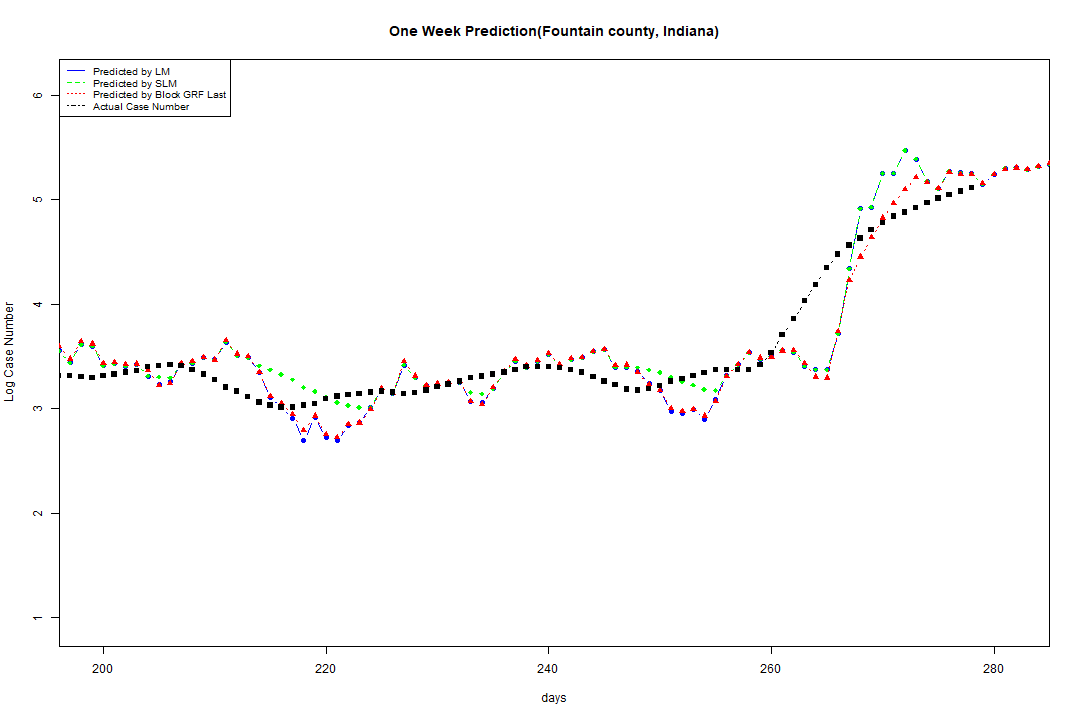 One Week Prediction(Fountain county, Indiana)
Predicted by LM
Predicted by SLM
Predicted by Block GRF Last
Actual Case Number
6
5
4
3
2
1
Log Case Number
200 220 240 260 280
days